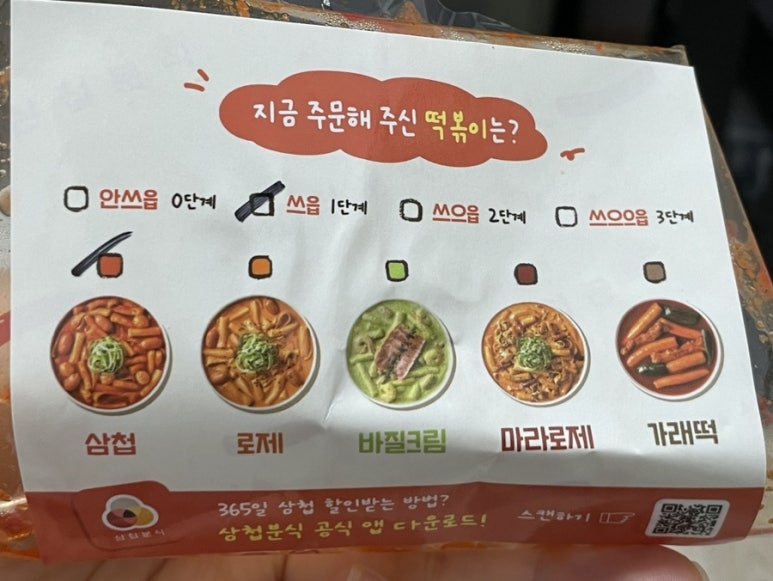 지금 주문해 주신 떡볶이는?
안쓰읍 0단계 쓰읍 1단계 쓰으읍 2단계 쓰으으읍 3단계
삼첩 로제 바질크림 마라로제 가래떡
365일 삼첩 할인받는 방법?
상첩분식 공식 앱 다운로드!
스캔하기
삼첩분식